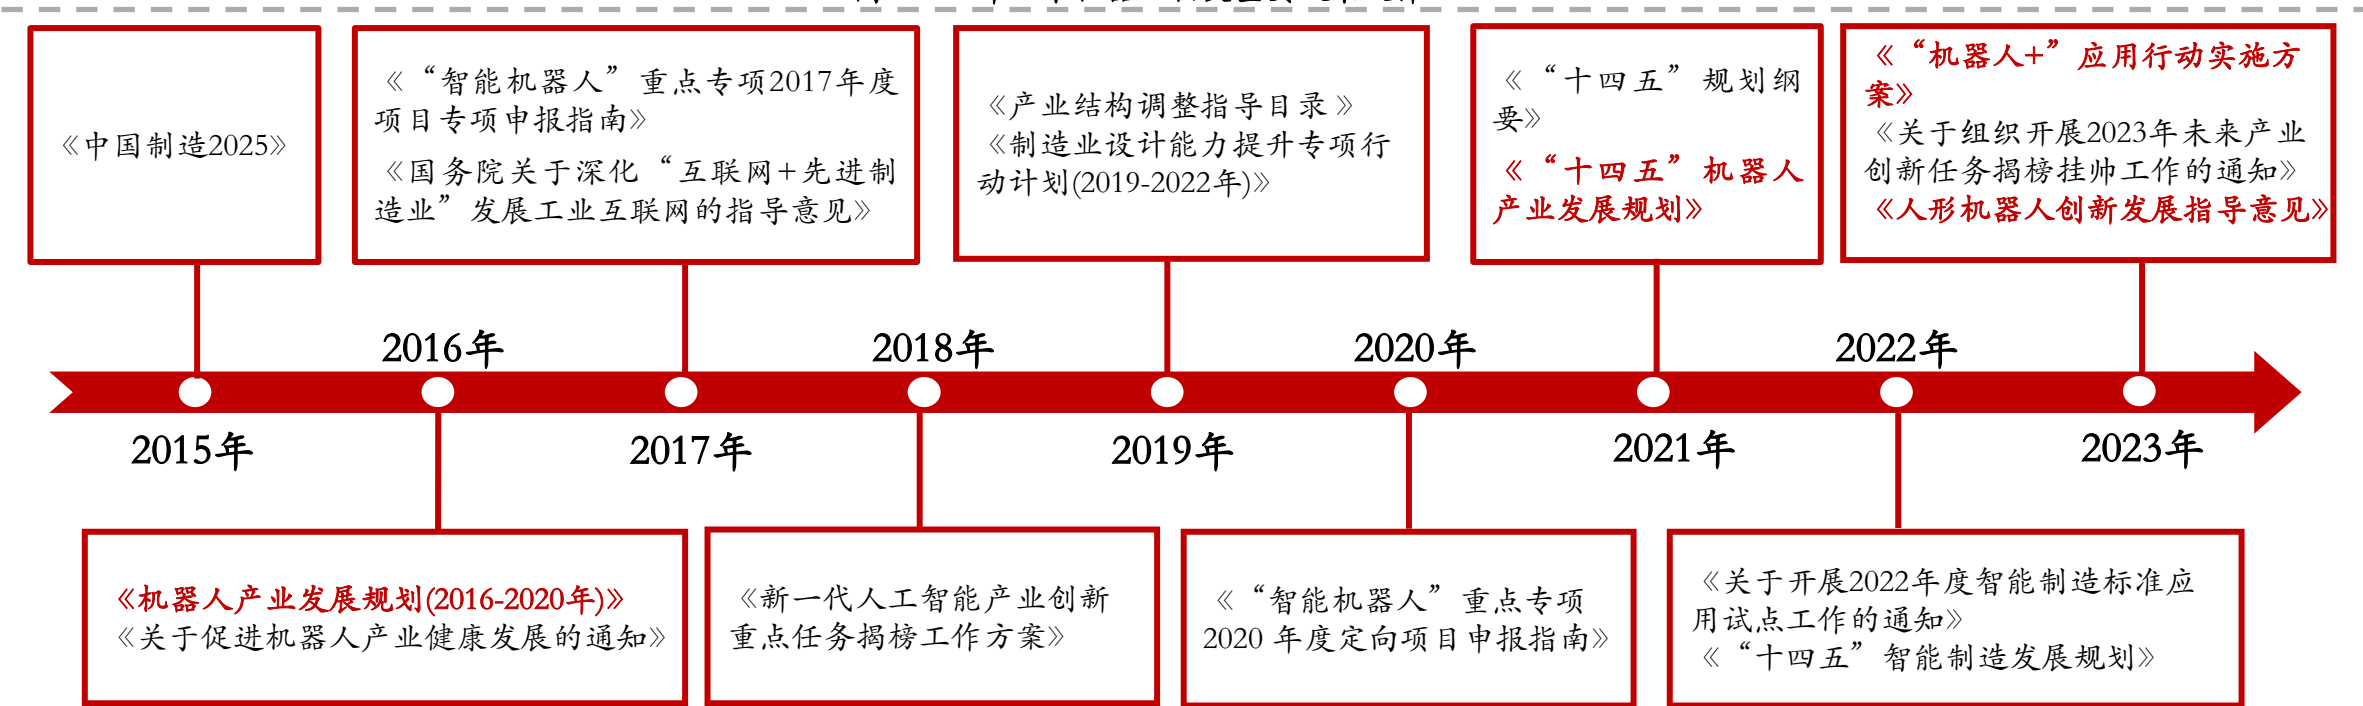 《中国制造2025》
《“智能机器人”重点专项2017年度
项目专项申报指南》
《国务院关于深化“互联网+先进制
造业”发展工业互联网的指导意见》
《产业结构调整指导目录 》
《制造业设计能力提升专项行
动计划(2019-2022年)》
《“十四五”规划纲
要》
《“十四五”机器人
产业发展规划》
《“机器人+”应用行动实施方
案》
《关于组织开展2023年未来产业
创新任务揭榜挂帅工作的通知》
《人形机器人创新发展指导意见》
2016年
2018年
2020年
2022年
2015年
2017年
2019年
2021年
2023年
《机器人产业发展规划(2016-2020年)》
《关于促进机器人产业健康发展的通知》
《新一代人工智能产业创新
重点任务揭榜工作方案》
《“智能机器人”重点专项
2020 年度定向项目申报指南》
《关于开展2022年度智能制造标准应
用试点工作的通知》
《“十四五”智能制造发展规划》